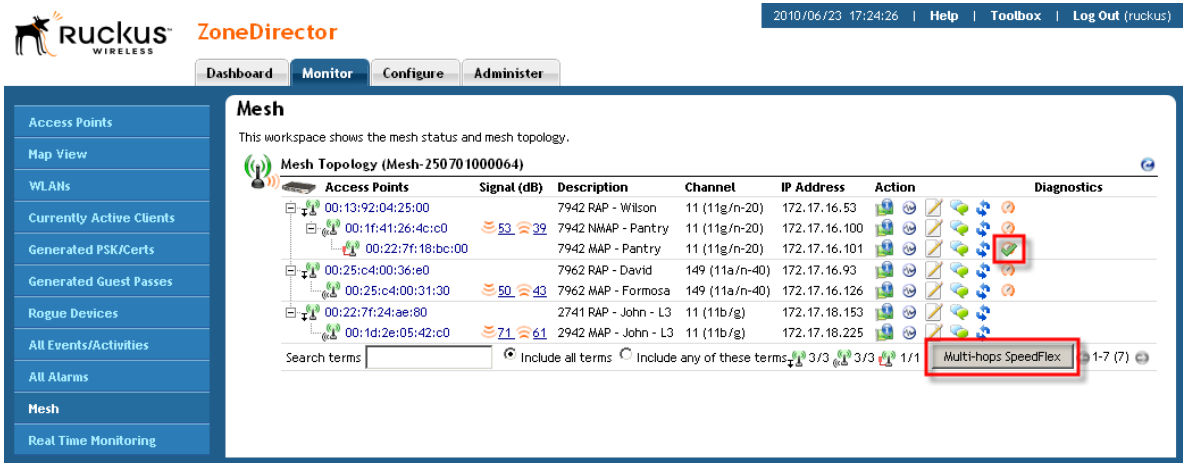 2010/06/23 17:24:26 | Help | Toolbox | Log Out (ruckus)
RUCKUS WIRELESS
ZoneDirector
Dashboard Monitor Configure Administer
Access Points
Map View
WLANs
Currently Active Clients
Generated PSK/Certs
Generated Guest Passes
Rogue Devices
All Events/Activities
All Alarms
Mesh
Real Time Monitoring
Mesh
This workspace shows the mesh status and mesh topology.
Mesh Topology (Mesh-250701000064)
Access Points Signal (dB) Description Channel IP Address Action Diagnostics
00:13:92:04:25:00 7942 RAP - Wilson 11 (11g/n-20) 172.17.16.53
00:1f:41:26:4c:c0 53 39 7942 NMAP - Pantry 11 (11g/n-20) 172.17.16.100
00:22:7f:18:bc:00 7942 MAP - Pantry 11 (11g/n-20) 172.17.16.101
00:25:c4:00:36:e0 7962 RAP - David 149 (11a/n-40) 172.17.16.93
00:25:c4:00:31:30 50 43 7962 MAP - Formosa 149 (11a/n-40) 172.17.16.126
00:22:7f:24:ae:80 2741 RAP - John - L3 11 (11b/g) 172.17.18.153
00:1d:2e:05:42:c0 71 61 2942 MAP - John - L3 11 (11b/g) 172.17.18.225
Search terms Include all terms Include any of these terms 3/3 3/3 1/1 Multi-hops SpeedFlex 1-7 (7)